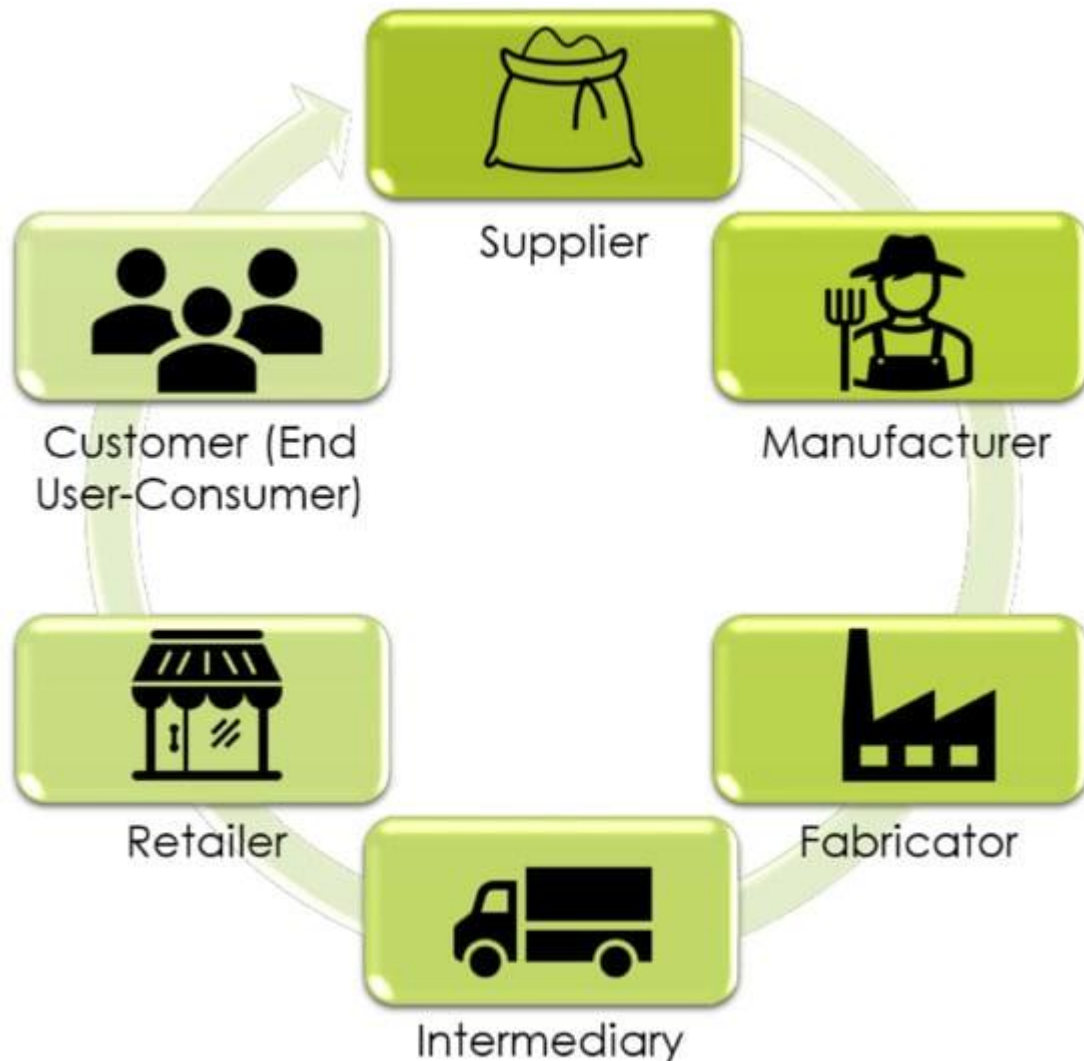 Supplier
Manufacturer
Fabricator
Intermediary
Retailer
Customer (End
User-Consumer)